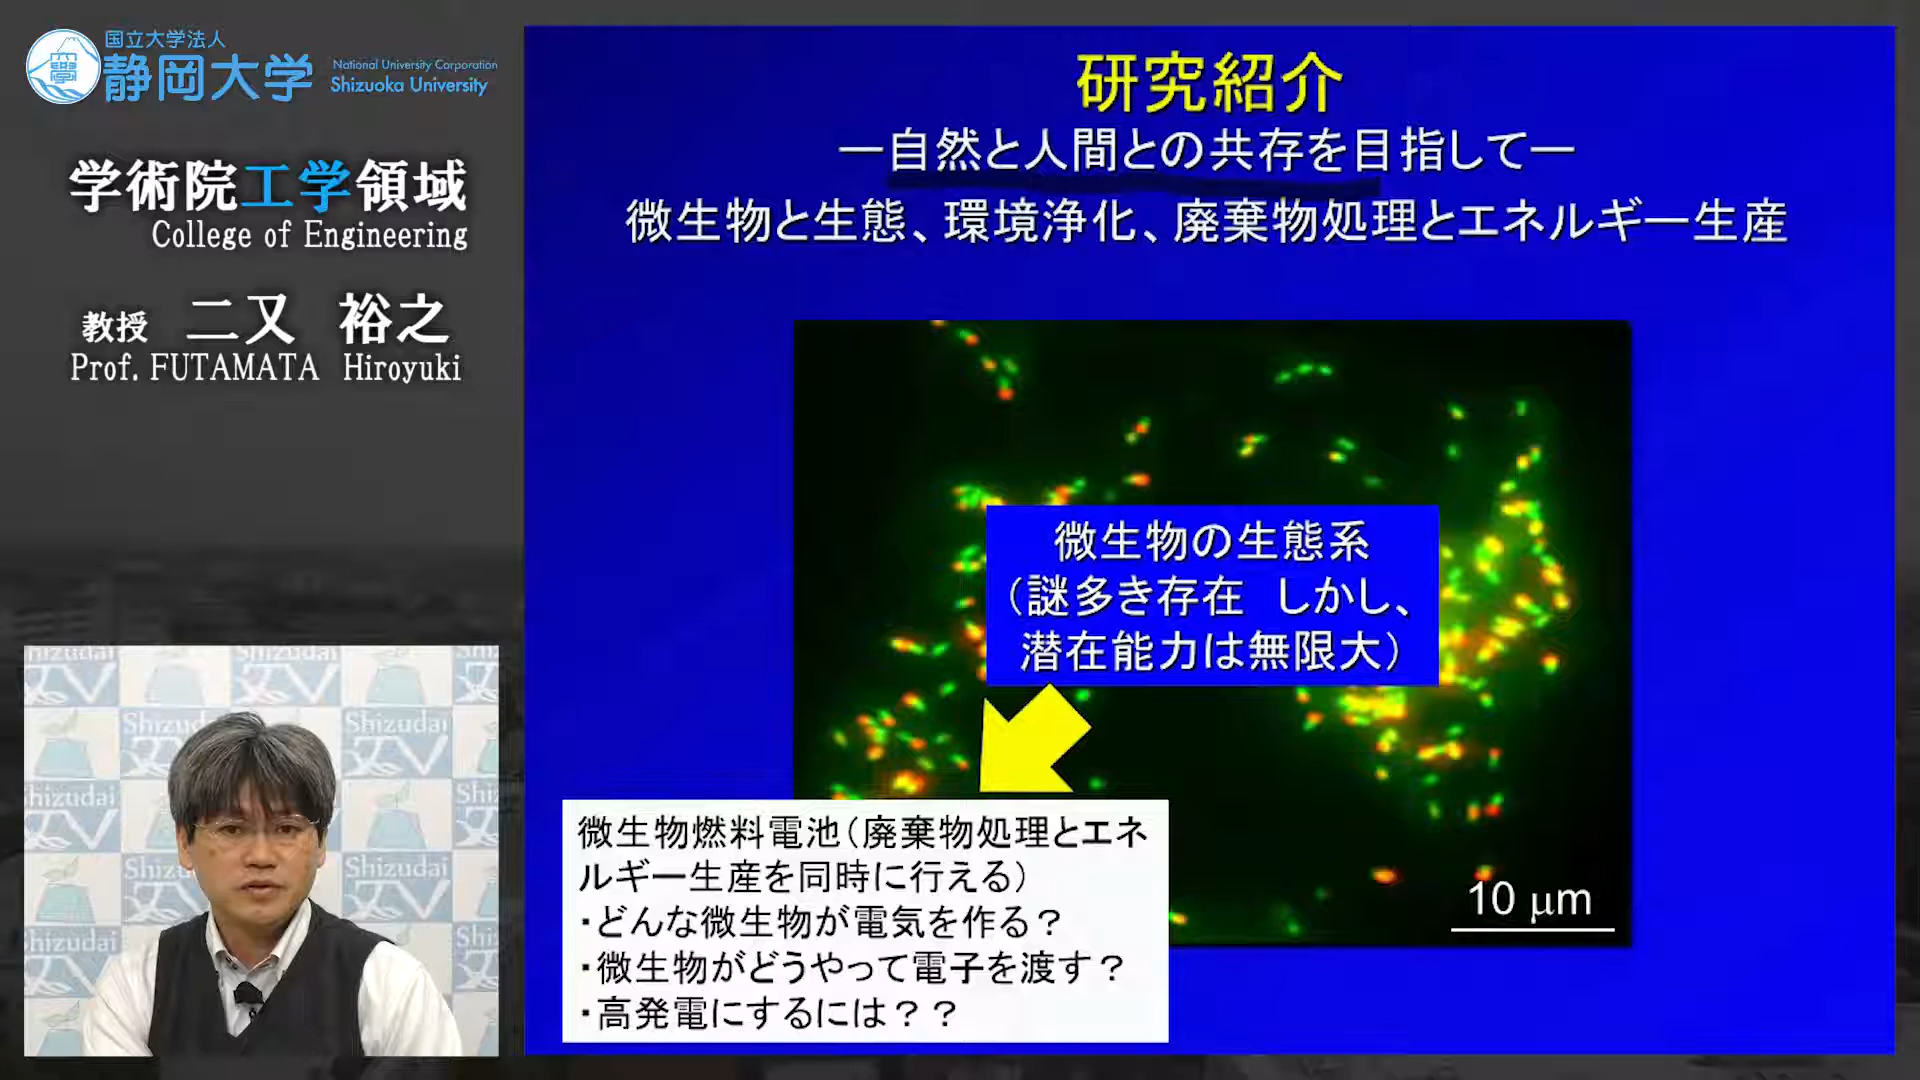 国立大学法人
静岡大学
National University Corporation
Shizuoka University
学術院工学領域
College of Engineering
教授 二又 裕之
Prof. FUTAMATA Hiroyuki
研究紹介
―自然と人間との共存を目指して―
微生物と生態、環境浄化、廃棄物処理とエネルギー生産
微生物の生態系
（謎多き存在 しかし、
潜在能力は無限大）
微生物燃料電池（廃棄物処理とエネ
ルギー生産を同時に行える）
・どんな微生物が電気を作る？
・微生物がどうやって電子を渡す？
・高発電にするには？？
10 μm
Shizudai
Shizudai
TV
Shizudai
Shizudai
TV